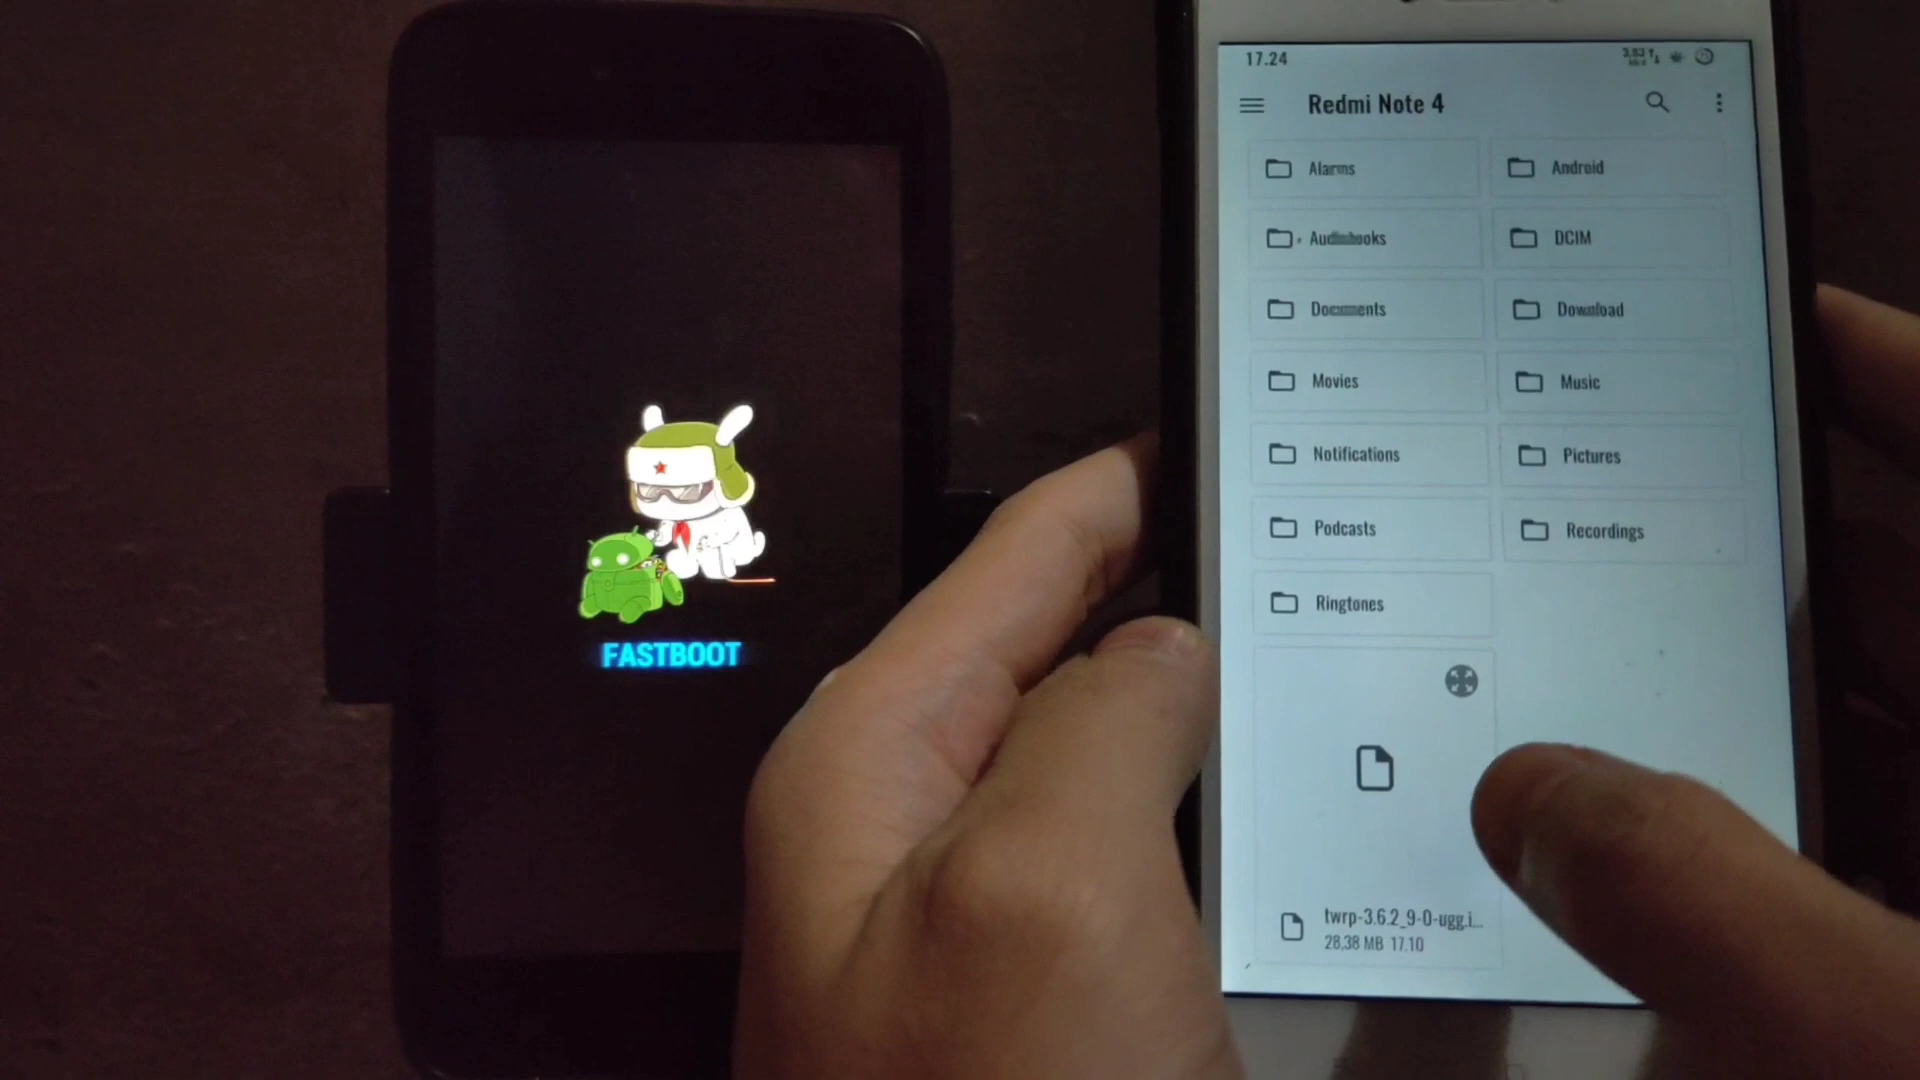 FASTBOOT
17.24
Redmi Note 4
Alarms
Android
Audiobooks
DCIM
Documents
Download
Movies
Music
Notifications
Pictures
Podcasts
Recordings
Ringtones
twrp-3.6.2_9-0-ugg.i...
28,38 MB 17.10